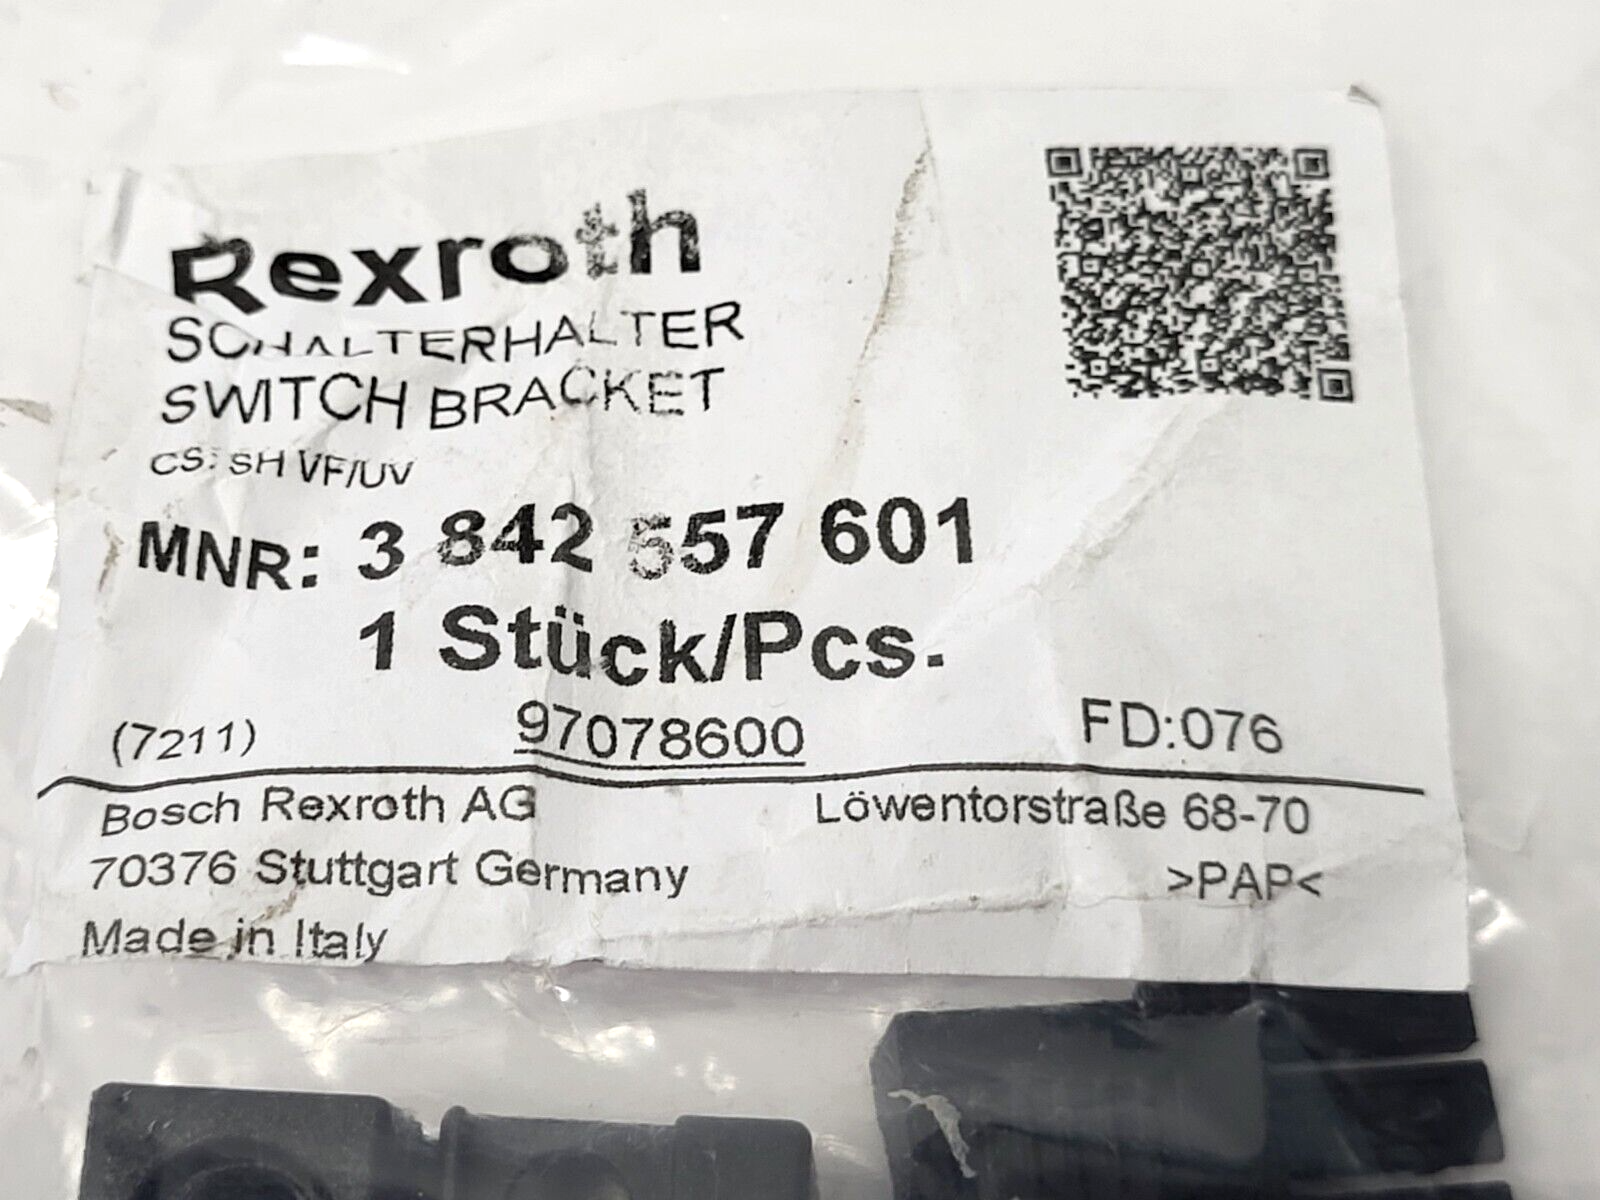 Rexroth
SCHALTERHALTER
SWITCH BRACKET
CS: SH VF/UV
MNR: 3 842 557 601
1 Stück/Pcs.
(7211) 97078600 FD:076
Bosch Rexroth AG Löwentorstraße 68-70
70376 Stuttgart Germany >PAP<
Made in Italy